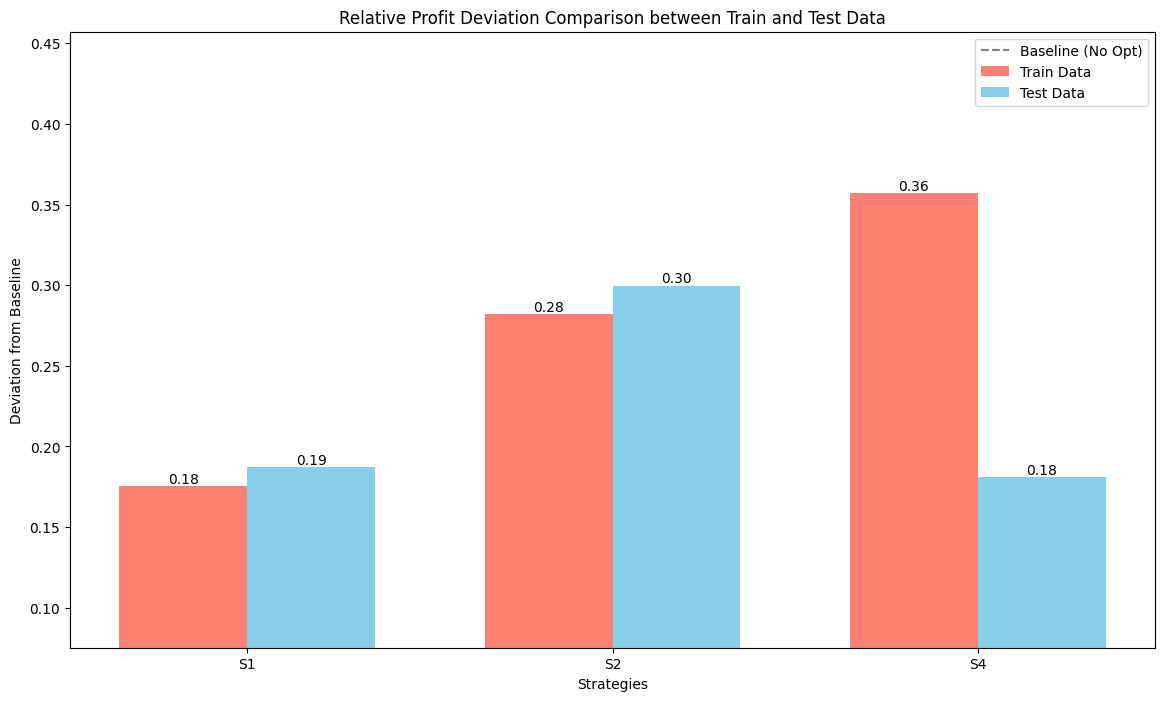 Relative Profit Deviation Comparison between Train and Test Data
Baseline (No Opt)
Train Data
Test Data
Deviation from Baseline
0.45
0.40
0.35
0.30
0.25
0.20
0.15
0.10
0.18
0.19
0.28
0.30
0.36
0.18
S1
S2
S4
Strategies